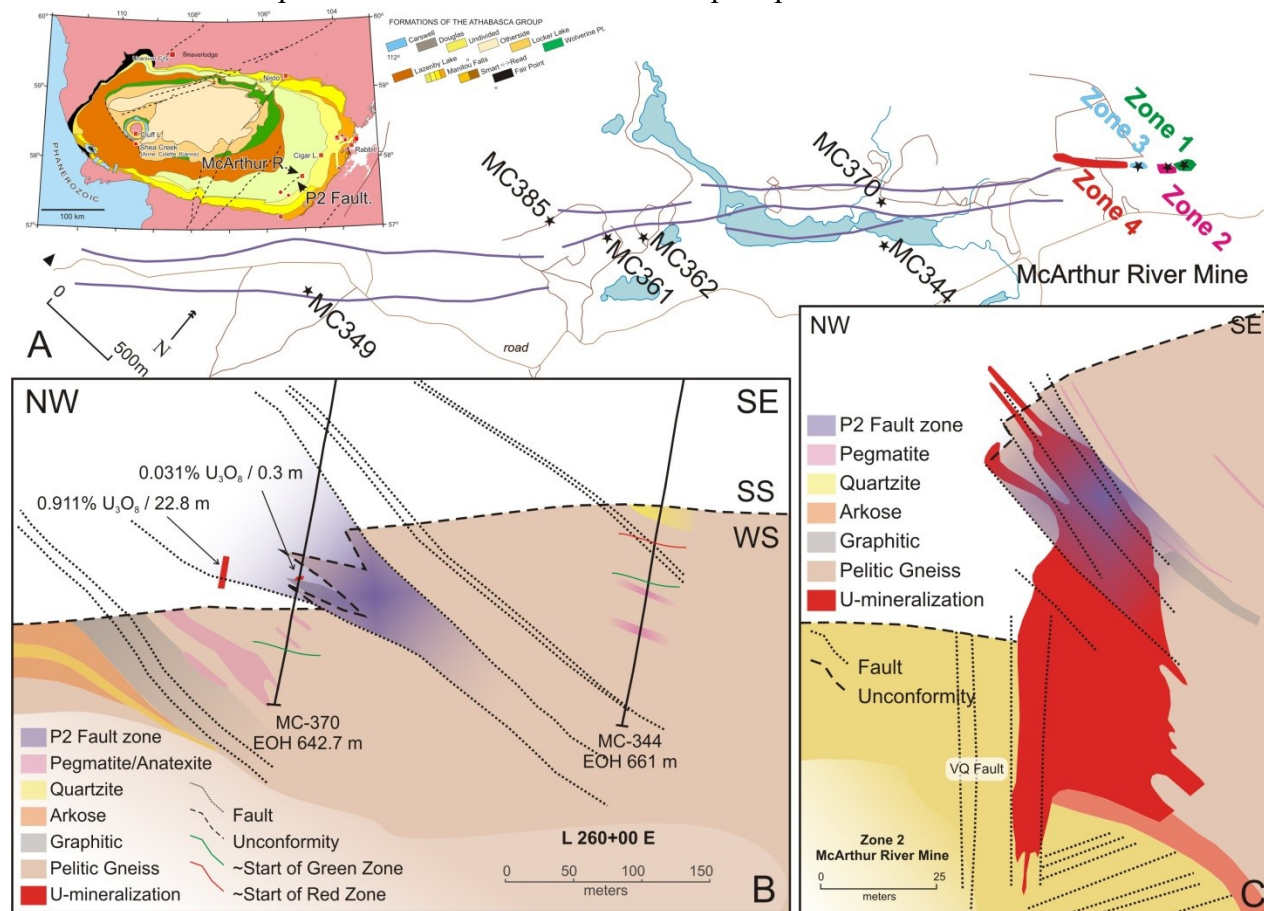 60°
110
108
106
104
60°
Beaverlodge
FORMATIONS OF THE ATHABASCA GROUP
Carswell
Douglas
Undivided
Otherside
Locker Lake
Wolverine Pt.
112°
Lazenby Lake
Manitou Falls
Smart <->Read
Fair Point
59°
Nisto
59°
Cluff L.
Shea Creek
(Anne, Colette, Kianna)
58°
58°
McArthur R.
Cigar L.
Rabbit
P2 Fault.
PHANEROZOIC
100 km
57°
57°
MC385
MC361
MC362
MC370
MC344
MC349
Zone 3
Zone 1
Zone 4
Zone 2
McArthur River Mine
0
500m
N
road
A
NW
SE
0.031% U₃O₈ / 0.3 m
0.911% U₃O₈ / 22.8 m
SS
WS
MC-370
EOH 642.7 m
MC-344
EOH 661 m
P2 Fault zone
Pegmatite/Anatexite
Quartzite
Arkose
Graphitic
Pelitic Gneiss
U-mineralization
Fault
Unconformity
~Start of Green Zone
~Start of Red Zone
L 260+00 E
0 50 100 150
meters
B
NW
SE
P2 Fault zone
Pegmatite
Quartzite
Arkose
Graphitic
Pelitic Gneiss
U-mineralization
Fault
Unconformity
VQ Fault
Zone 2
McArthur River Mine
0 25
meters
C